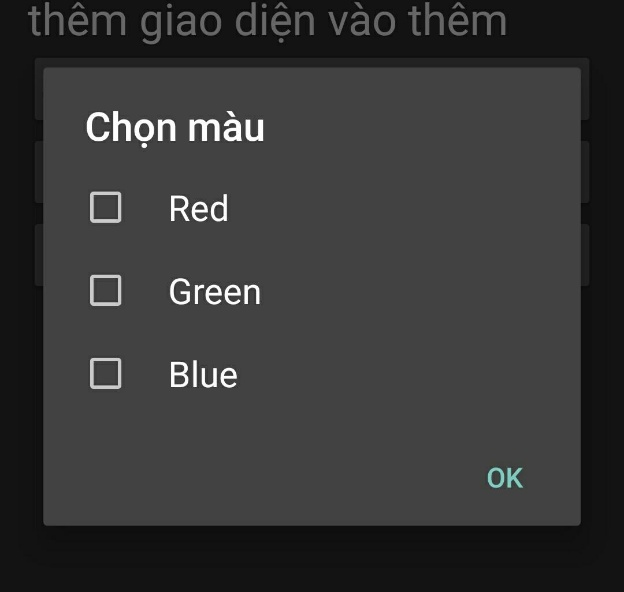 thêm giao diện vào thêm
Chọn màu
Red
Green
Blue
OK